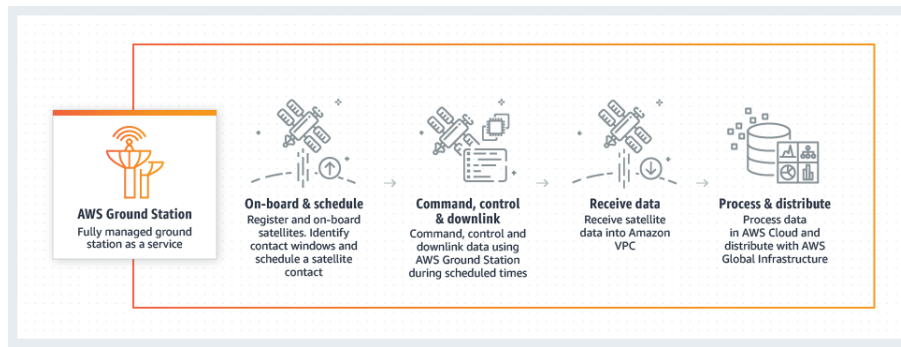 AWS Ground Station
Fully managed ground
station as a service
On-board & schedule
Register and on-board
satellites. Identify
contact windows and
schedule a satellite
contact
Command, control
& downlink
Command, control and
downlink data using
AWS Ground Station
during scheduled times
Receive data
Receive satellite
data into Amazon
VPC
Process & distribute
Process data
in AWS Cloud and
distribute with AWS
Global Infrastructure